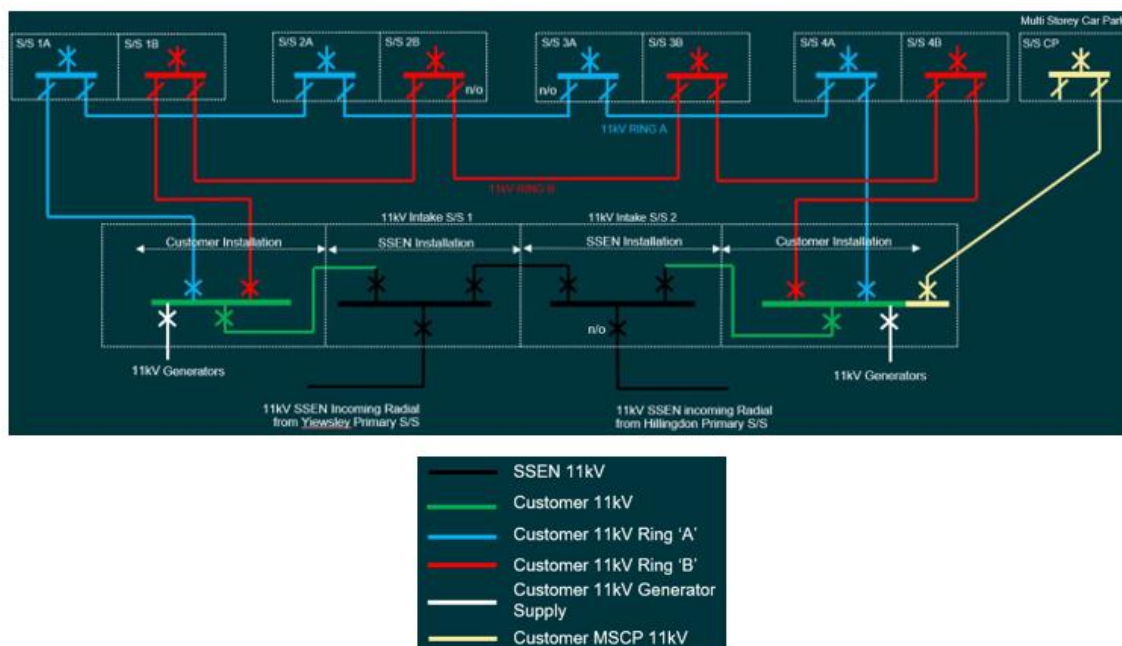 Multi Storey Car Park
S/S 1A
S/S 1B
S/S 2A
S/S 2B
S/S 3A
S/S 3B
S/S 4A
S/S 4B
S/S CP
n/o
n/o
11kV RING A
11kV RING B
11kV Intake S/S 1
11kV Intake S/S 2
Customer Installation
SSEN Installation
SSEN Installation
Customer Installation
n/o
11kV Generators
11kV Generators
11kV SSEN Incoming Radial
from Yiewsley Primary S/S
11kV SSEN incoming Radial
from Hillingdon Primary S/S
SSEN 11kV
Customer 11kV
Customer 11kV Ring ‘A’
Customer 11kV Ring ‘B’
Customer 11kV Generator
Supply
Customer MSCP 11kV